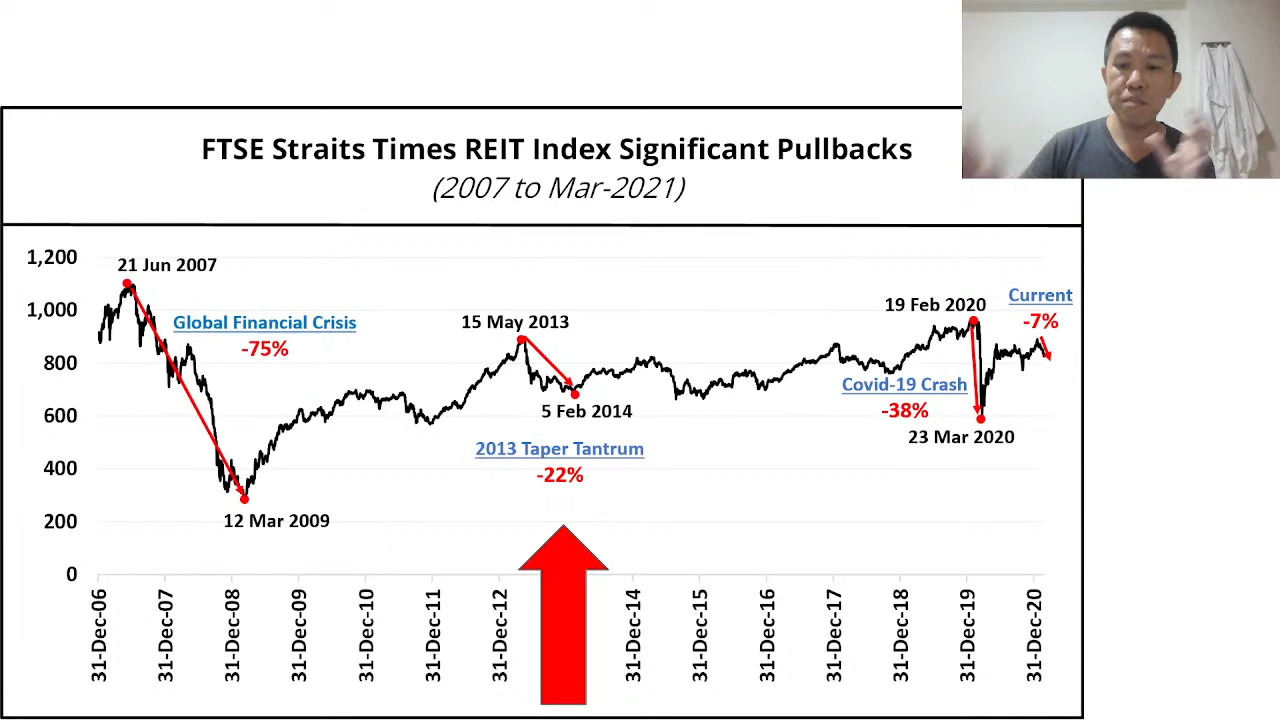 FTSE Straits Times REIT Index Significant Pullbacks
(2007 to Mar-2021)
1,200
1,000
800
600
400
200
0
21 Jun 2007
Global Financial Crisis
-75%
12 Mar 2009
15 May 2013
5 Feb 2014
2013 Taper Tantrum
-22%
19 Feb 2020
Covid-19 Crash
-38%
23 Mar 2020
Current
-7%
31-Dec-06
31-Dec-07
31-Dec-08
31-Dec-09
31-Dec-10
31-Dec-11
31-Dec-12
31-Dec-14
31-Dec-15
31-Dec-16
31-Dec-17
31-Dec-18
31-Dec-19
31-Dec-20